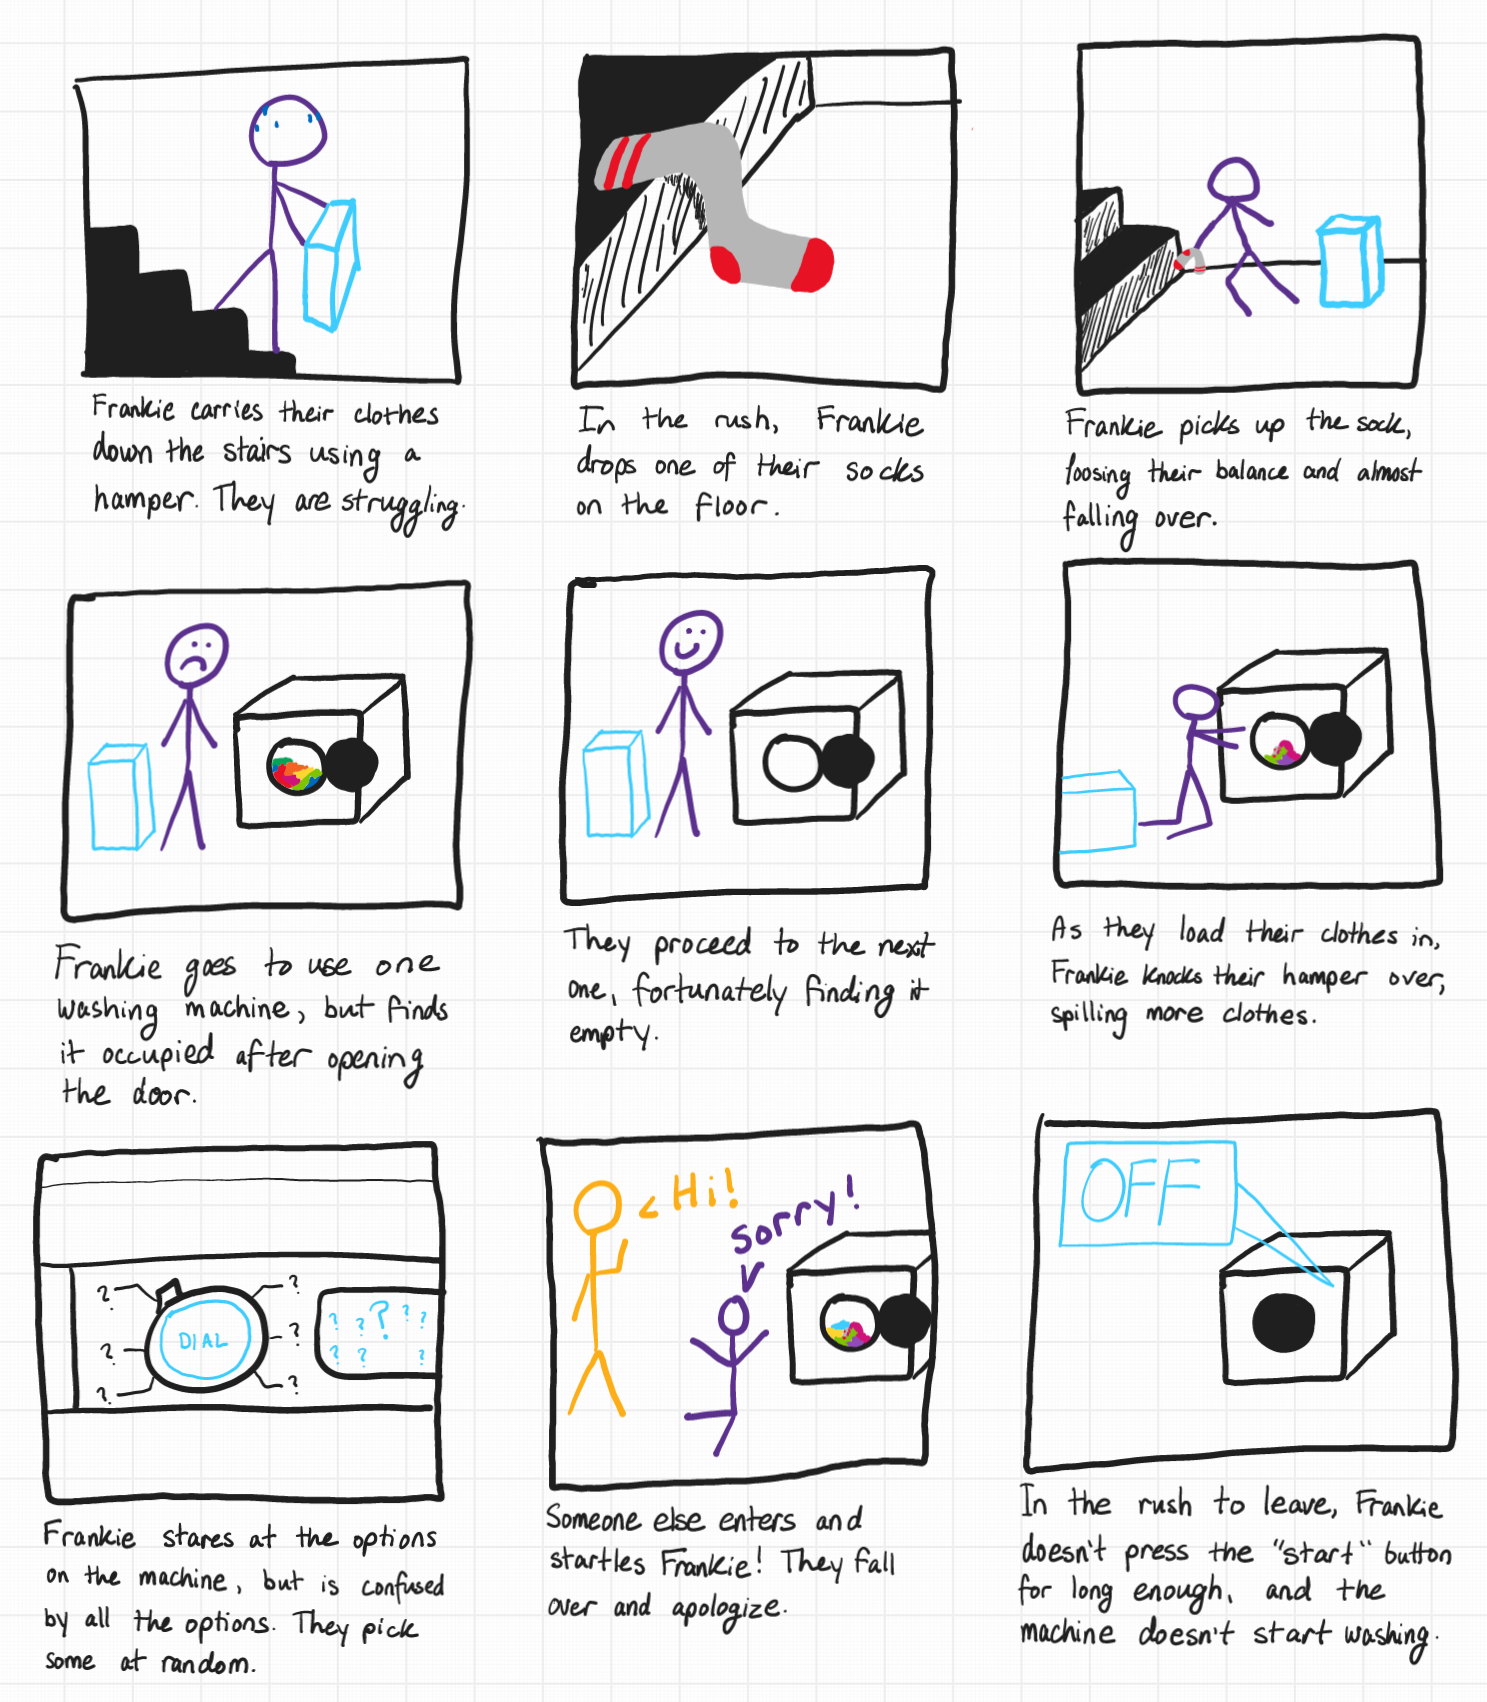 Frankie carries their clothes
down the stairs using a
hamper. They are struggling.
In the rush, Frankie
drops one of their socks
on the floor.
Frankie picks up the sock,
loosing their balance and almost
falling over.
Frankie goes to use one
washing machine, but finds
it occupied after opening
the door.
They proceed to the next
one, fortunately finding it
empty.
As they load their clothes in,
Frankie knocks their hamper over,
spilling more clothes.
? ?
? DIAL ?
? ?
? ? ? ? ?
? ? ?
Frankie stares at the options
on the machine, but is confused
by all the options. They pick
some at random.
< Hi!
Sorry!
Someone else enters and
startles Frankie! They fall
over and apologize.
OFF
In the rush to leave, Frankie
doesn't press the "start" button
for long enough, and the
machine doesn't start washing.